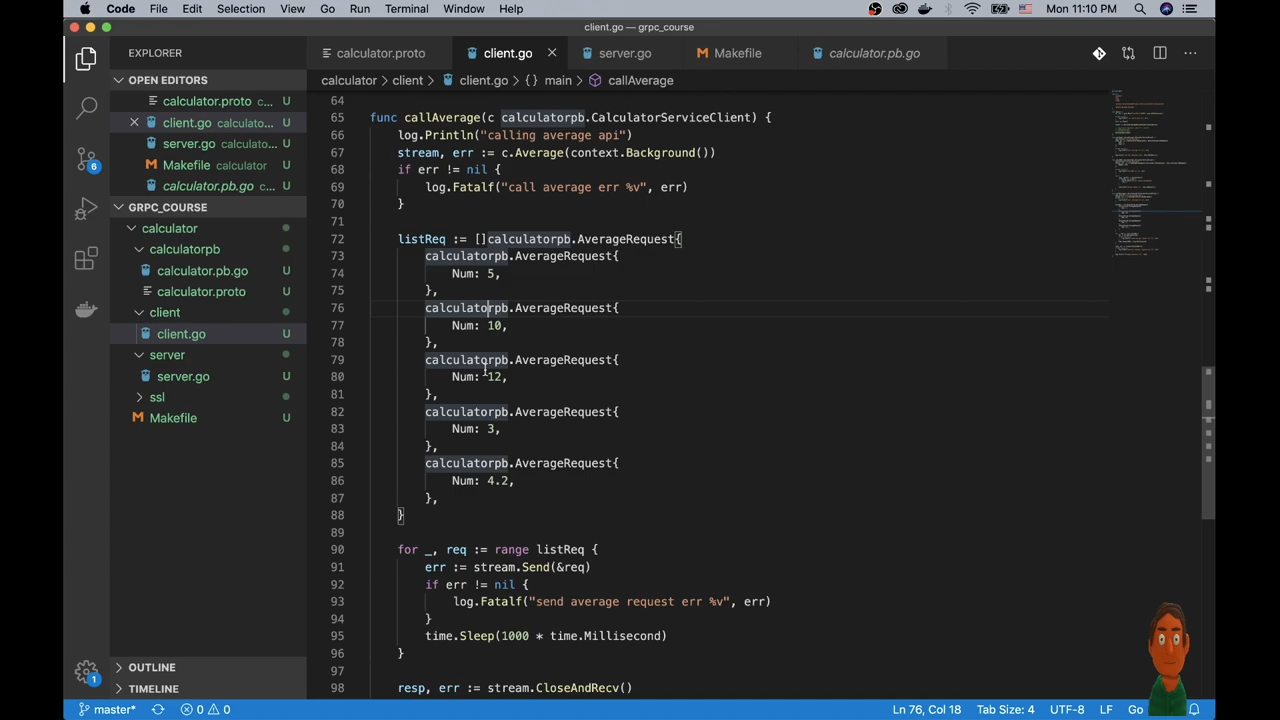 Code File Edit Selection View Go Run Terminal Window Help Mon 11:10 PM
client.go — grpc_course
EXPLORER
calculator.proto client.go server.go Makefile calculator.pb.go
OPEN EDITORS
calculator.proto c... U
client.go calculato... U
server.go calculato... U
Makefile calculator U
calculator.pb.go c... U
GRPC_COURSE
calculator
calculatorpb
calculator.pb.go U
calculator.proto U
client
client.go U
server
server.go U
ssl
Makefile U
OUTLINE
TIMELINE
6
1
calculator > client > client.go > {} main > callAverage
64
65 func callAverage(c calculatorpb.CalculatorServiceClient) {
66 log.Println("calling average api")
67 stream, err := c.Average(context.Background())
68 if err != nil {
69 log.Fatalf("call average err %v", err)
70 }
71
72 listReq := []calculatorpb.AverageRequest{
73 calculatorpb.AverageRequest{
74 Num: 5,
75 },
76 calculatorpb.AverageRequest{
77 Num: 10,
78 },
79 calculatorpb.AverageRequest{
80 Num: 12,
81 },
82 calculatorpb.AverageRequest{
83 Num: 3,
84 },
85 calculatorpb.AverageRequest{
86 Num: 4.2,
87 },
88 }
89
90 for _, req := range listReq {
91 err := stream.Send(&req)
92 if err != nil {
93 log.Fatalf("send average request err %v", err)
94 }
95 time.Sleep(1000 * time.Millisecond)
96 }
97
98 resp, err := stream.CloseAndRecv()
master* 0 0 Ln 76, Col 18 Tab Size: 4 UTF-8 LF Go